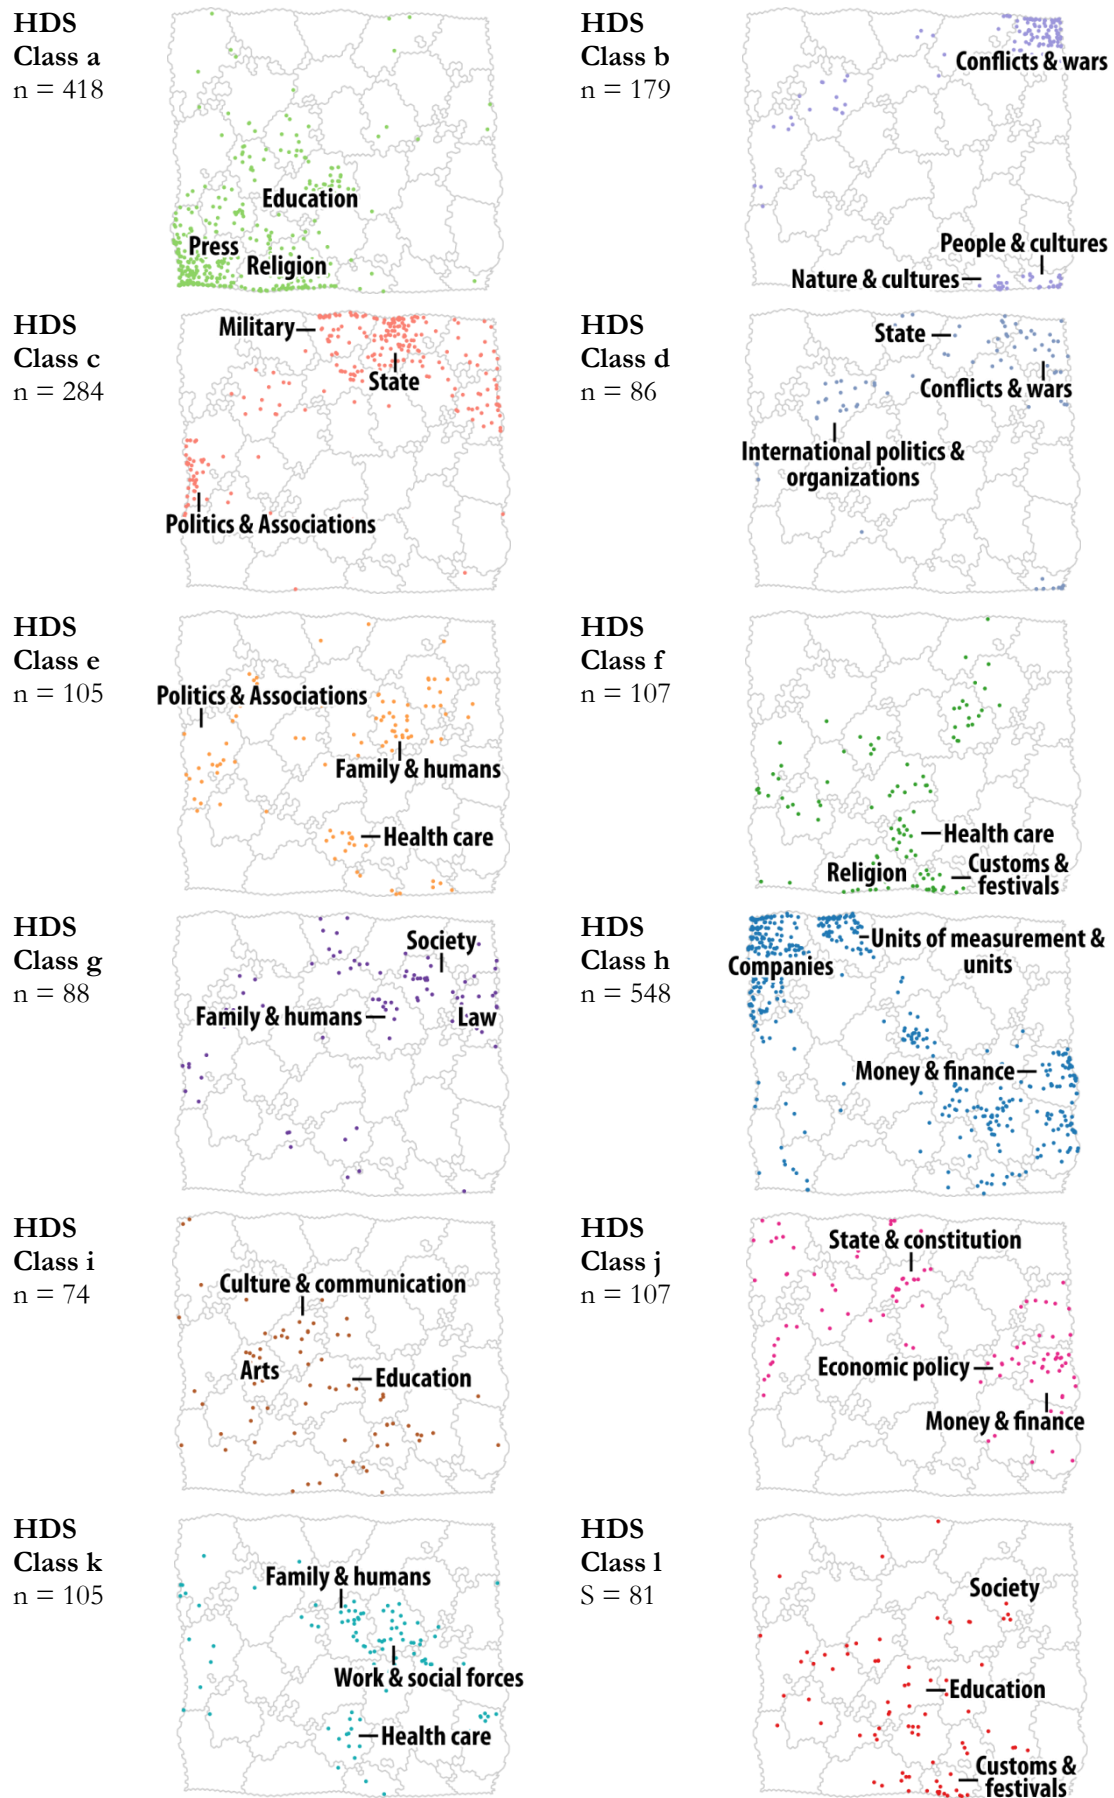 HDS
Class a
n = 418
Education
Press
Religion
HDS
Class b
n = 179
Conflicts & wars
People & cultures
Nature & cultures
HDS
Class c
n = 284
Military
State
Politics & Associations
HDS
Class d
n = 86
State
Conflicts & wars
International politics &
organizations
HDS
Class e
n = 105
Politics & Associations
Family & humans
Health care
HDS
Class f
n = 107
Health care
Religion
Customs &
festivals
HDS
Class g
n = 88
Society
Family & humans
Law
HDS
Class h
n = 548
Units of measurement &
units
Companies
Money & finance
HDS
Class i
n = 74
Culture & communication
Arts
Education
HDS
Class j
n = 107
State & constitution
Economic policy
Money & finance
HDS
Class k
n = 105
Family & humans
Work & social forces
Health care
HDS
Class l
S = 81
Society
Education
Customs &
festivals